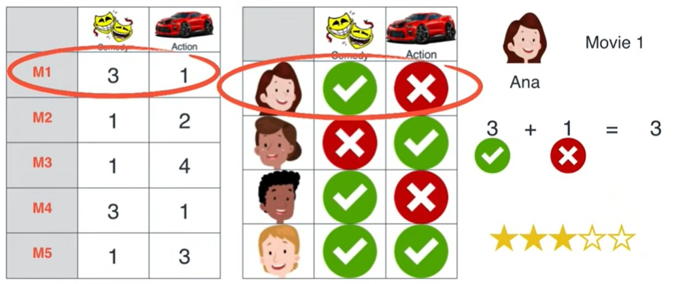 Comedy Action
M1 3 1
M2 1 2
M3 1 4
M4 3 1
M5 1 3
Comedy Action
Ana
Movie 1
3 + 1 = 3